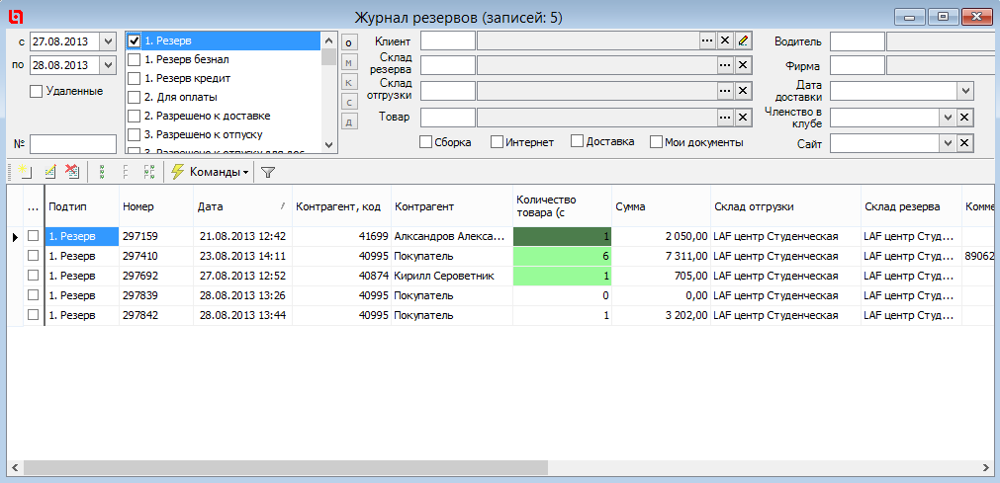 Журнал резервов (записей: 5)
с 27.08.2013
по 28.08.2013
Удаленные
№
1. Резерв
1. Резерв безнал
1. Резерв кредит
2. Для оплаты
2. Разрешено к доставке
3. Разрешено к отпуску
3. Разрешено к отпуску для дос
о
м
к
с
д
Клиент
Склад
резерва
Склад
отгрузки
Товар
Сборка Интернет Доставка Мои документы
Водитель
Фирма
Дата
доставки
Членство в
клубе
Сайт
Команды
... Подтип Номер Дата Контрагент, код Контрагент Количество товара (с Сумма Склад отгрузки Склад резерва Комме
1. Резерв 297159 21.08.2013 12:42 41699 Алксандров Алекса... 1 2 050,00 LAF центр Студенческая LAF центр Студ...
1. Резерв 297410 23.08.2013 14:11 40995 Покупатель 6 7 311,00 LAF центр Студенческая LAF центр Студ... 89062
1. Резерв 297692 27.08.2013 12:52 40874 Кирилл Сероветник 1 705,00 LAF центр Студенческая LAF центр Студ...
1. Резерв 297839 28.08.2013 13:26 40995 Покупатель 0 0,00 LAF центр Студенческая LAF центр Студ...
1. Резерв 297842 28.08.2013 13:44 40995 Покупатель 1 3 202,00 LAF центр Студенческая LAF центр Студ...